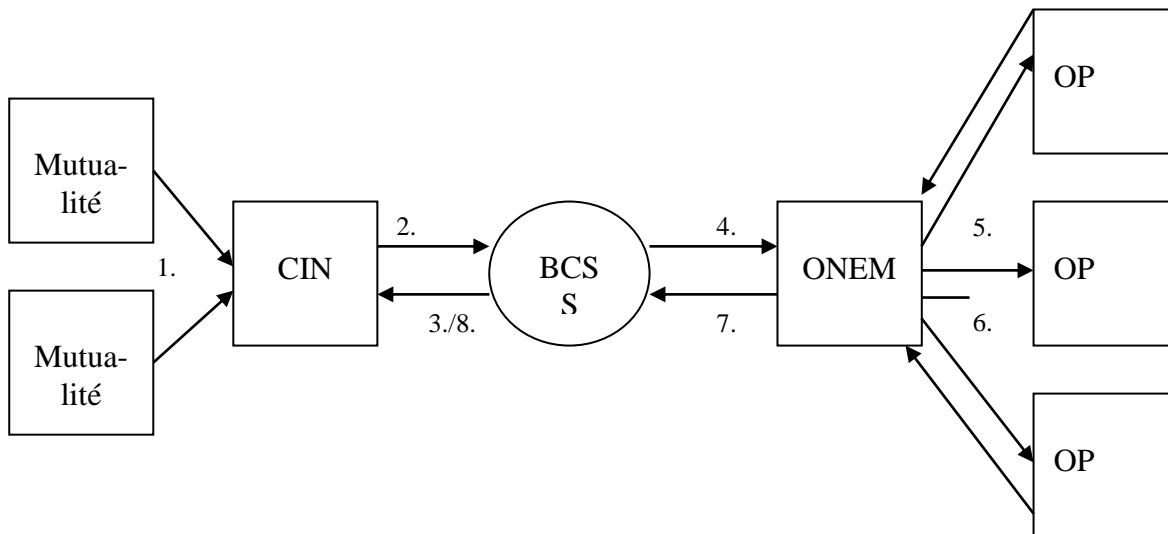 Mutua-
lité
Mutua-
lité
1.
CIN
2.
3./8.
BCS
S
4.
7.
ONEM
5.
6.
OP
OP
OP